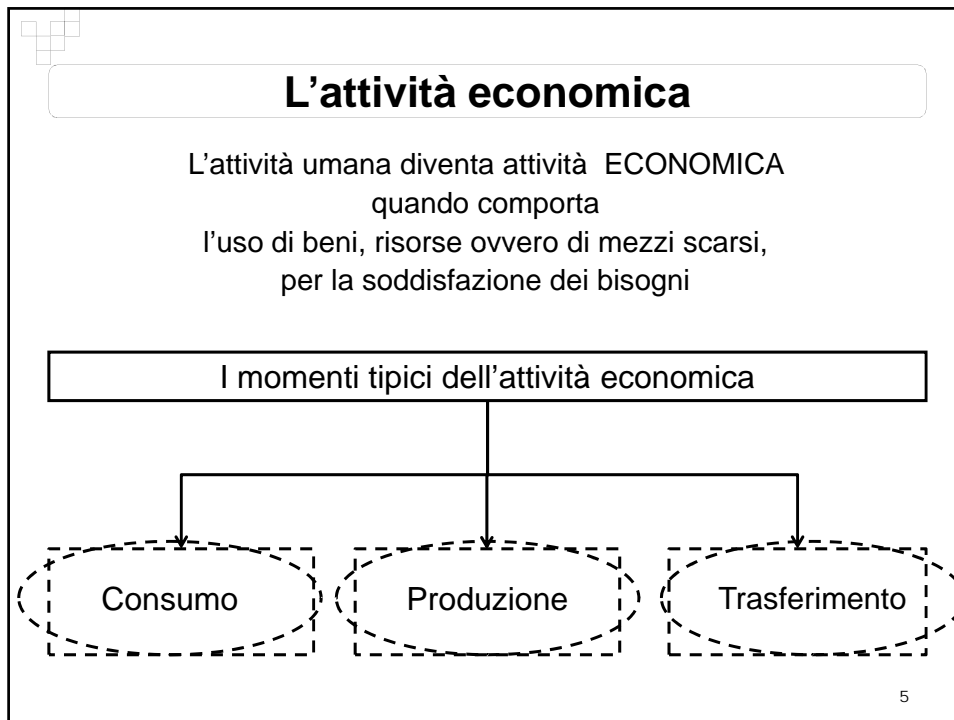 L'attività economica
L'attività umana diventa attività ECONOMICA
quando comporta
l'uso di beni, risorse ovvero di mezzi scarsi,
per la soddisfazione dei bisogni
I momenti tipici dell'attività economica
Consumo
Produzione
Trasferimento
5